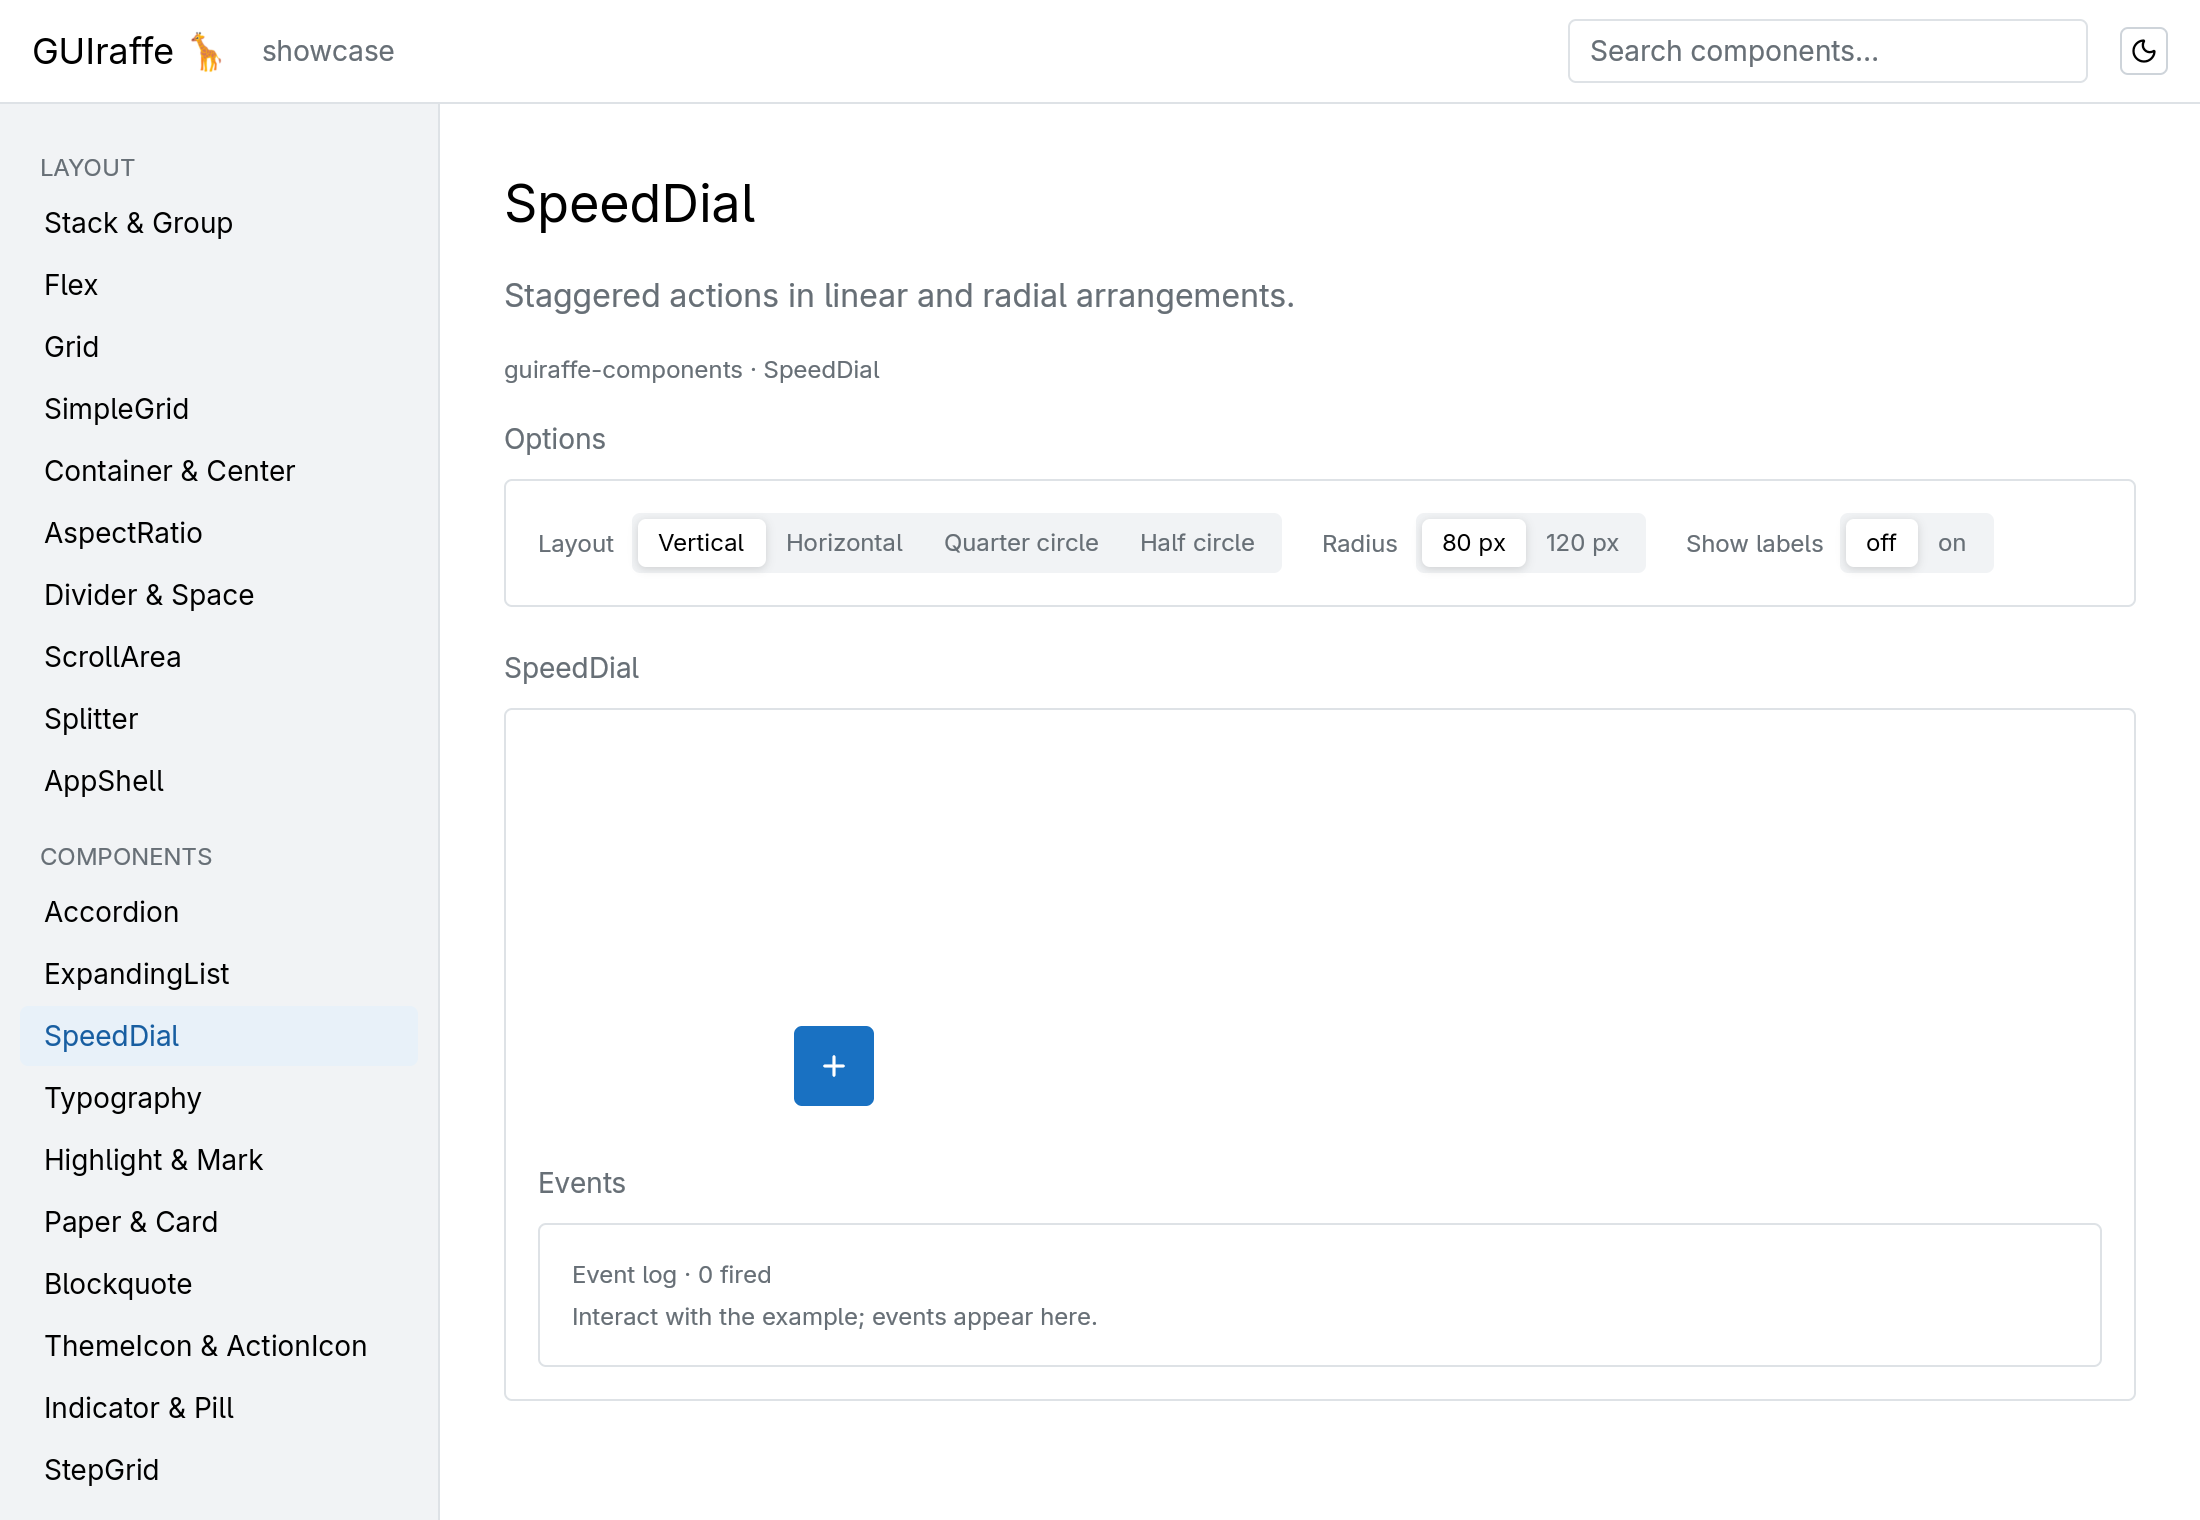 GUIraffe 🦒 showcase Search components...
LAYOUT
Stack & Group
Flex
Grid
SimpleGrid
Container & Center
AspectRatio
Divider & Space
ScrollArea
Splitter
AppShell
COMPONENTS
Accordion
ExpandingList
SpeedDial
Typography
Highlight & Mark
Paper & Card
Blockquote
ThemeIcon & ActionIcon
Indicator & Pill
StepGrid
SpeedDial
Staggered actions in linear and radial arrangements.
guiraffe-components · SpeedDial
Options
Layout Vertical Horizontal Quarter circle Half circle Radius 80 px 120 px Show labels off on
SpeedDial
Events
Event log · 0 fired
Interact with the example; events appear here.